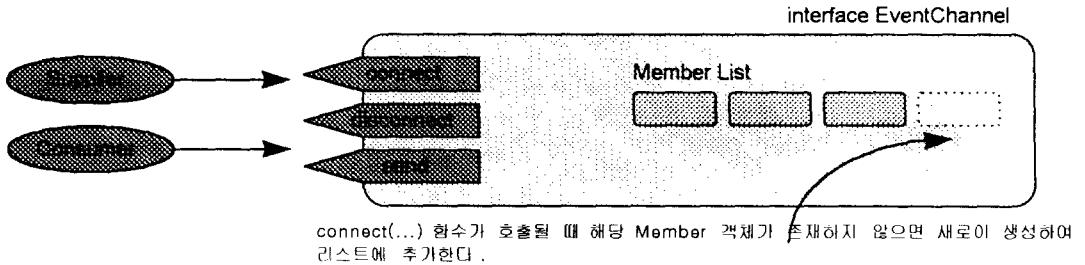 interface EventChannel
Supplier
connect
Member List
disconnect
Consumer
send
connect(...) 함수가 호출될 때 해당 Member 객체가 존재하지 않으면 새로이 생성하여
리스트에 추가한다.